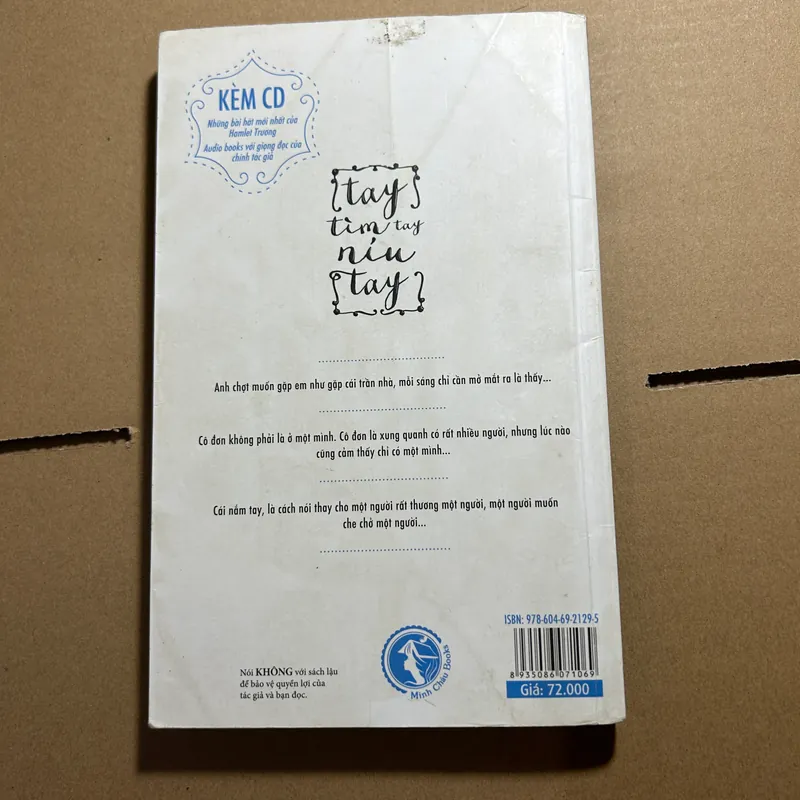 KÈM CD
Những bài hát mới nhất của
Hamlet Trương
Audio books với giọng đọc của
chính tác giả
tay
tìm tay
níu
tay
Anh chợt muốn gặp em như gặp cái trần nhà, mỗi sáng chỉ cần mở mắt ra là thấy...
Cô đơn không phải là ở một mình. Cô đơn là xung quanh có rất nhiều người, nhưng lúc nào
cũng cảm thấy chỉ có một mình...
Cái nắm tay, là cách nói thay cho một người rất thương một người, một người muốn
che chở một người...
ISBN: 978-604-69-2129-5
8 935086 071069
Giá: 72.000
Nói KHÔNG với sách lậu
để bảo vệ quyền lợi của
tác giả và bạn đọc.
Minh Châu Books